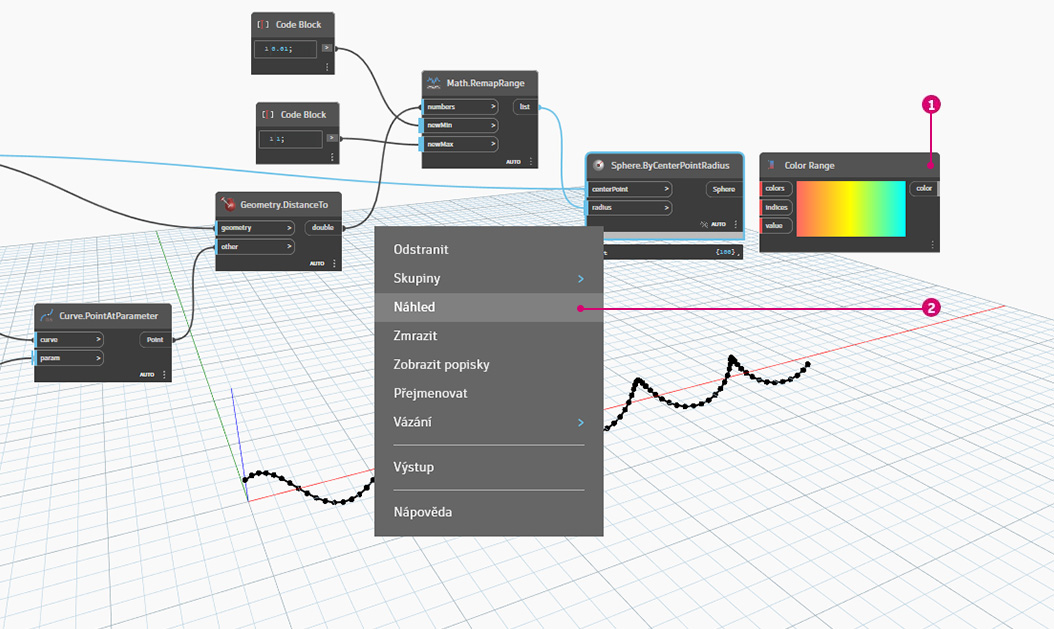 Code Block
1 0.01;
>
Code Block
1 1;
>
Math.RemapRange
numbers >
list
newMin >
newMax >
AUTO
1
Sphere.ByCenterPointRadius
centerPoint >
Sphere
radius >
AUTO
{100},
Color Range
colors
color
indices
value
Geometry.DistanceTo
geometry >
double
other >
AUTO
Curve.PointAtParameter
curve >
Point
param >
AUTO
Odstranit
Skupiny >
Náhled
2
Zmrazit
Zobrazit popisky
Přejmenovat
Vázání >
Výstup
Nápověda